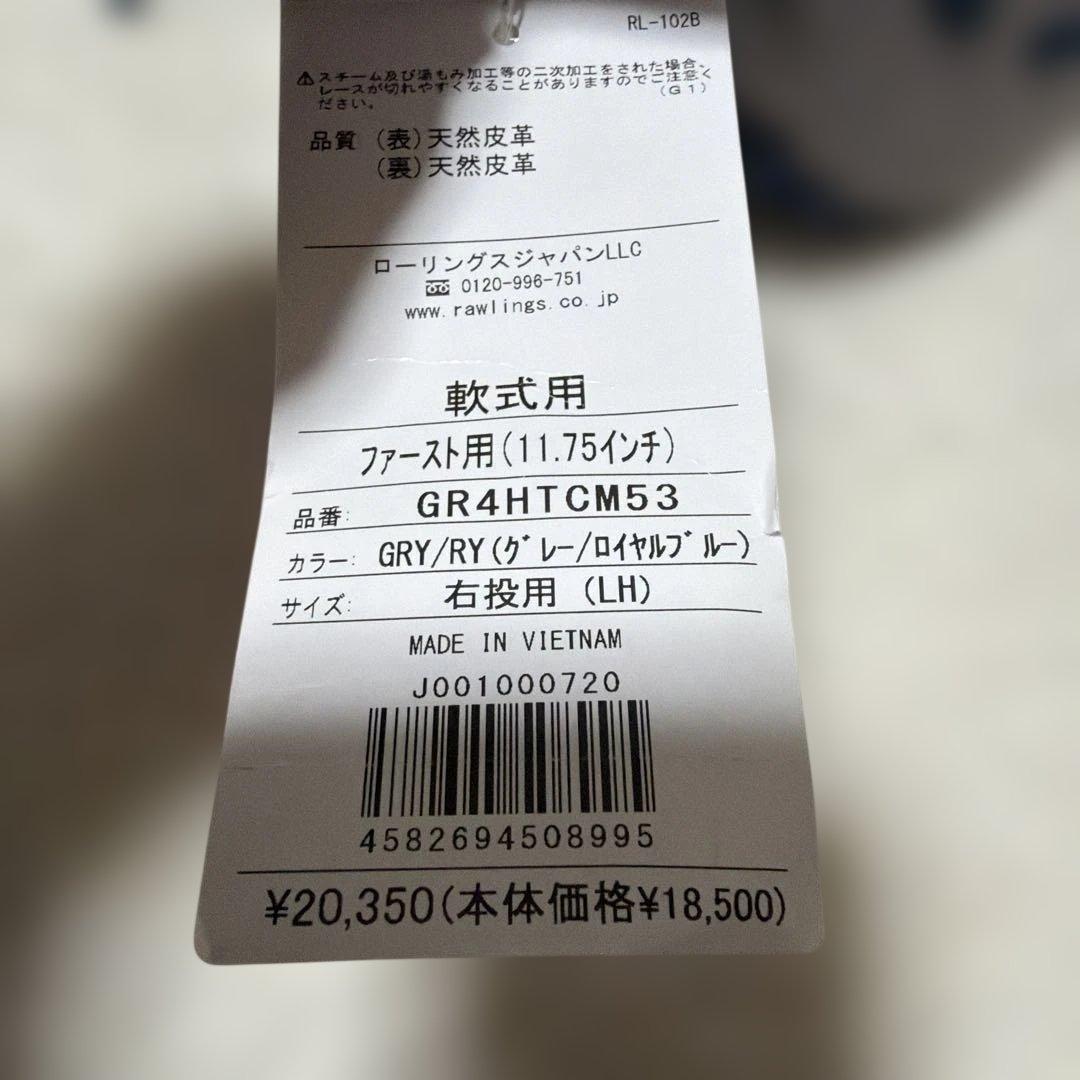 RL-102B
⚠スチーム及び湯もみ加工等の二次加工をされた場合、
レースが切れやすくなることがありますのでご注意く
ださい。 (G1)
品質 (表)天然皮革
(裏)天然皮革
ローリングスジャパンLLC
0120-996-751
www.rawlings.co.jp
軟式用
ファースト用(11.75インチ)
品番: GR4HTCM53
カラー: GRY/RY(グレー/ロイヤルブルー)
サイズ: 右投用 (LH)
MADE IN VIETNAM
J001000720
4582694508995
¥20,350(本体価格¥18,500)